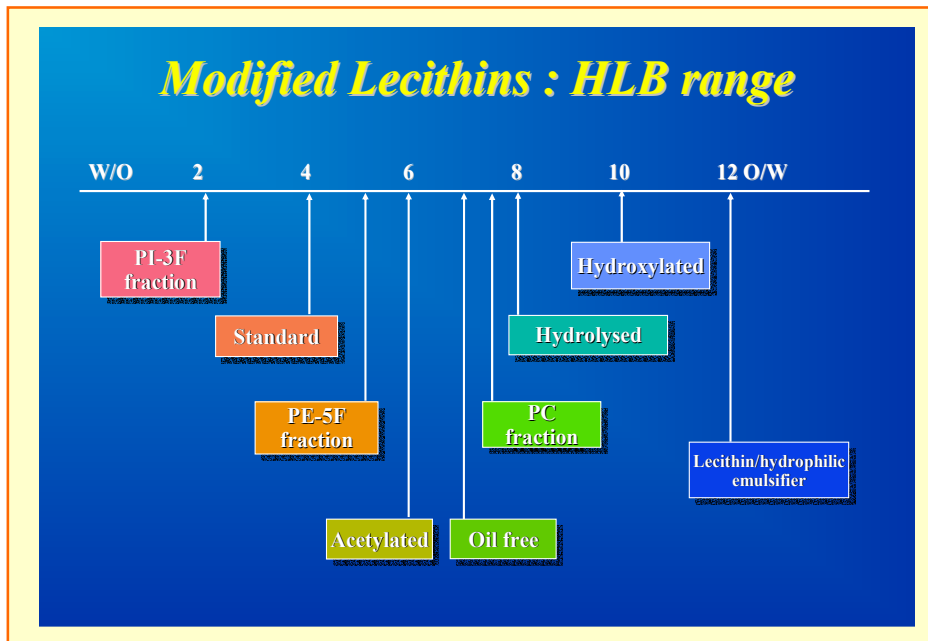 Modified Lecithins : HLB range
W/O 2 4 6 8 10 12 O/W
PI-3F
fraction
Hydroxylated
Standard
Hydrolysed
PE-5F
fraction
PC
fraction
Lecithin/hydrophilic
emulsifier
Acetylated
Oil free